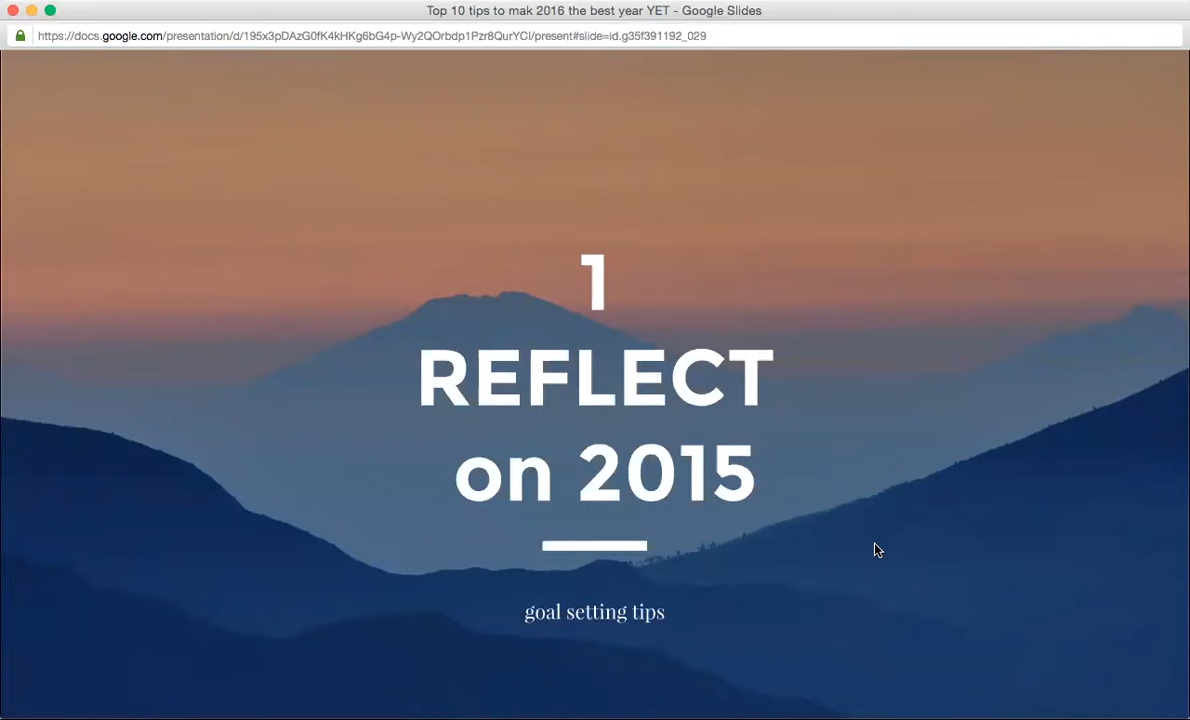 Top 10 tips to mak 2016 the best year YET - Google Slides
https://docs.google.com/presentation/d/195x3pDAzG0fK4kHKg6bG4p-Wy2QOrbdp1Pzr8QurYCI/present#slide=id.g35f391192_029
1
REFLECT
on 2015
goal setting tips